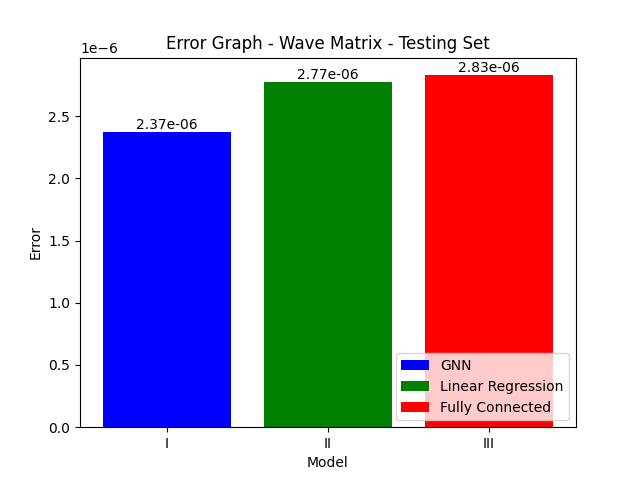 Error Graph - Wave Matrix - Testing Set
1e−6
2.37e-06
2.77e-06
2.83e-06
2.5
2.0
1.5
1.0
0.5
0.0
Error
GNN
Linear Regression
Fully Connected
I
II
III
Model